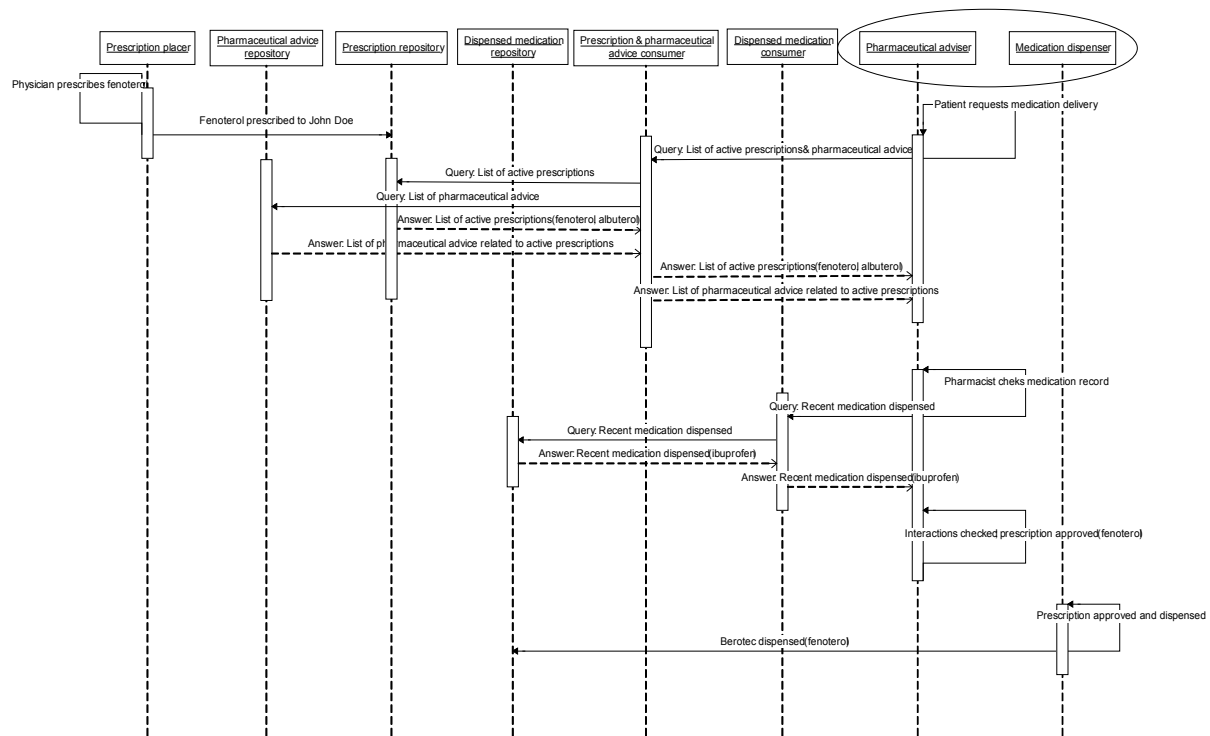 Prescription placer
Pharmaceutical advice
repository
Prescription repository
Dispensed medication
repository
Prescription & pharmaceutical
advice consumer
Dispensed medication
consumer
Pharmaceutical adviser
Medication dispenser
Physician prescribes fenoterol
Patient requests medication delivery
Fenoterol prescribed to John Doe
Query: List of active prescriptions& pharmaceutical advice
Query: List of active prescriptions
Query: List of pharmaceutical advice
Answer: List of active prescriptions(fenoterol, albuterol)
Answer: List of pharmaceutical advice related to active prescriptions
Answer: List of active prescriptions(fenoterol, albuterol)
Answer: List of pharmaceutical advice related to active prescriptions
Pharmacist cheks medication record
Query: Recent medication dispensed
Query: Recent medication dispensed
Answer: Recent medication dispensed(ibuprofen)
Answer: Recent medication dispensed(ibuprofen)
Interactions checked, prescription approved(fenoterol)
Prescription approved and dispensed
Berotec dispensed(fenoterol)